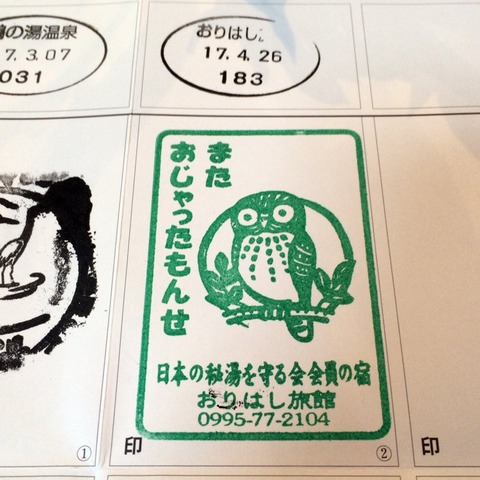 鶴の湯温泉
7.3.07
031
おりはし
17.4.26
183
また
おじゃったもんせ
日本の秘湯を守る会会員の宿
おりはし旅館
0995-77-2104
①
印
②
印